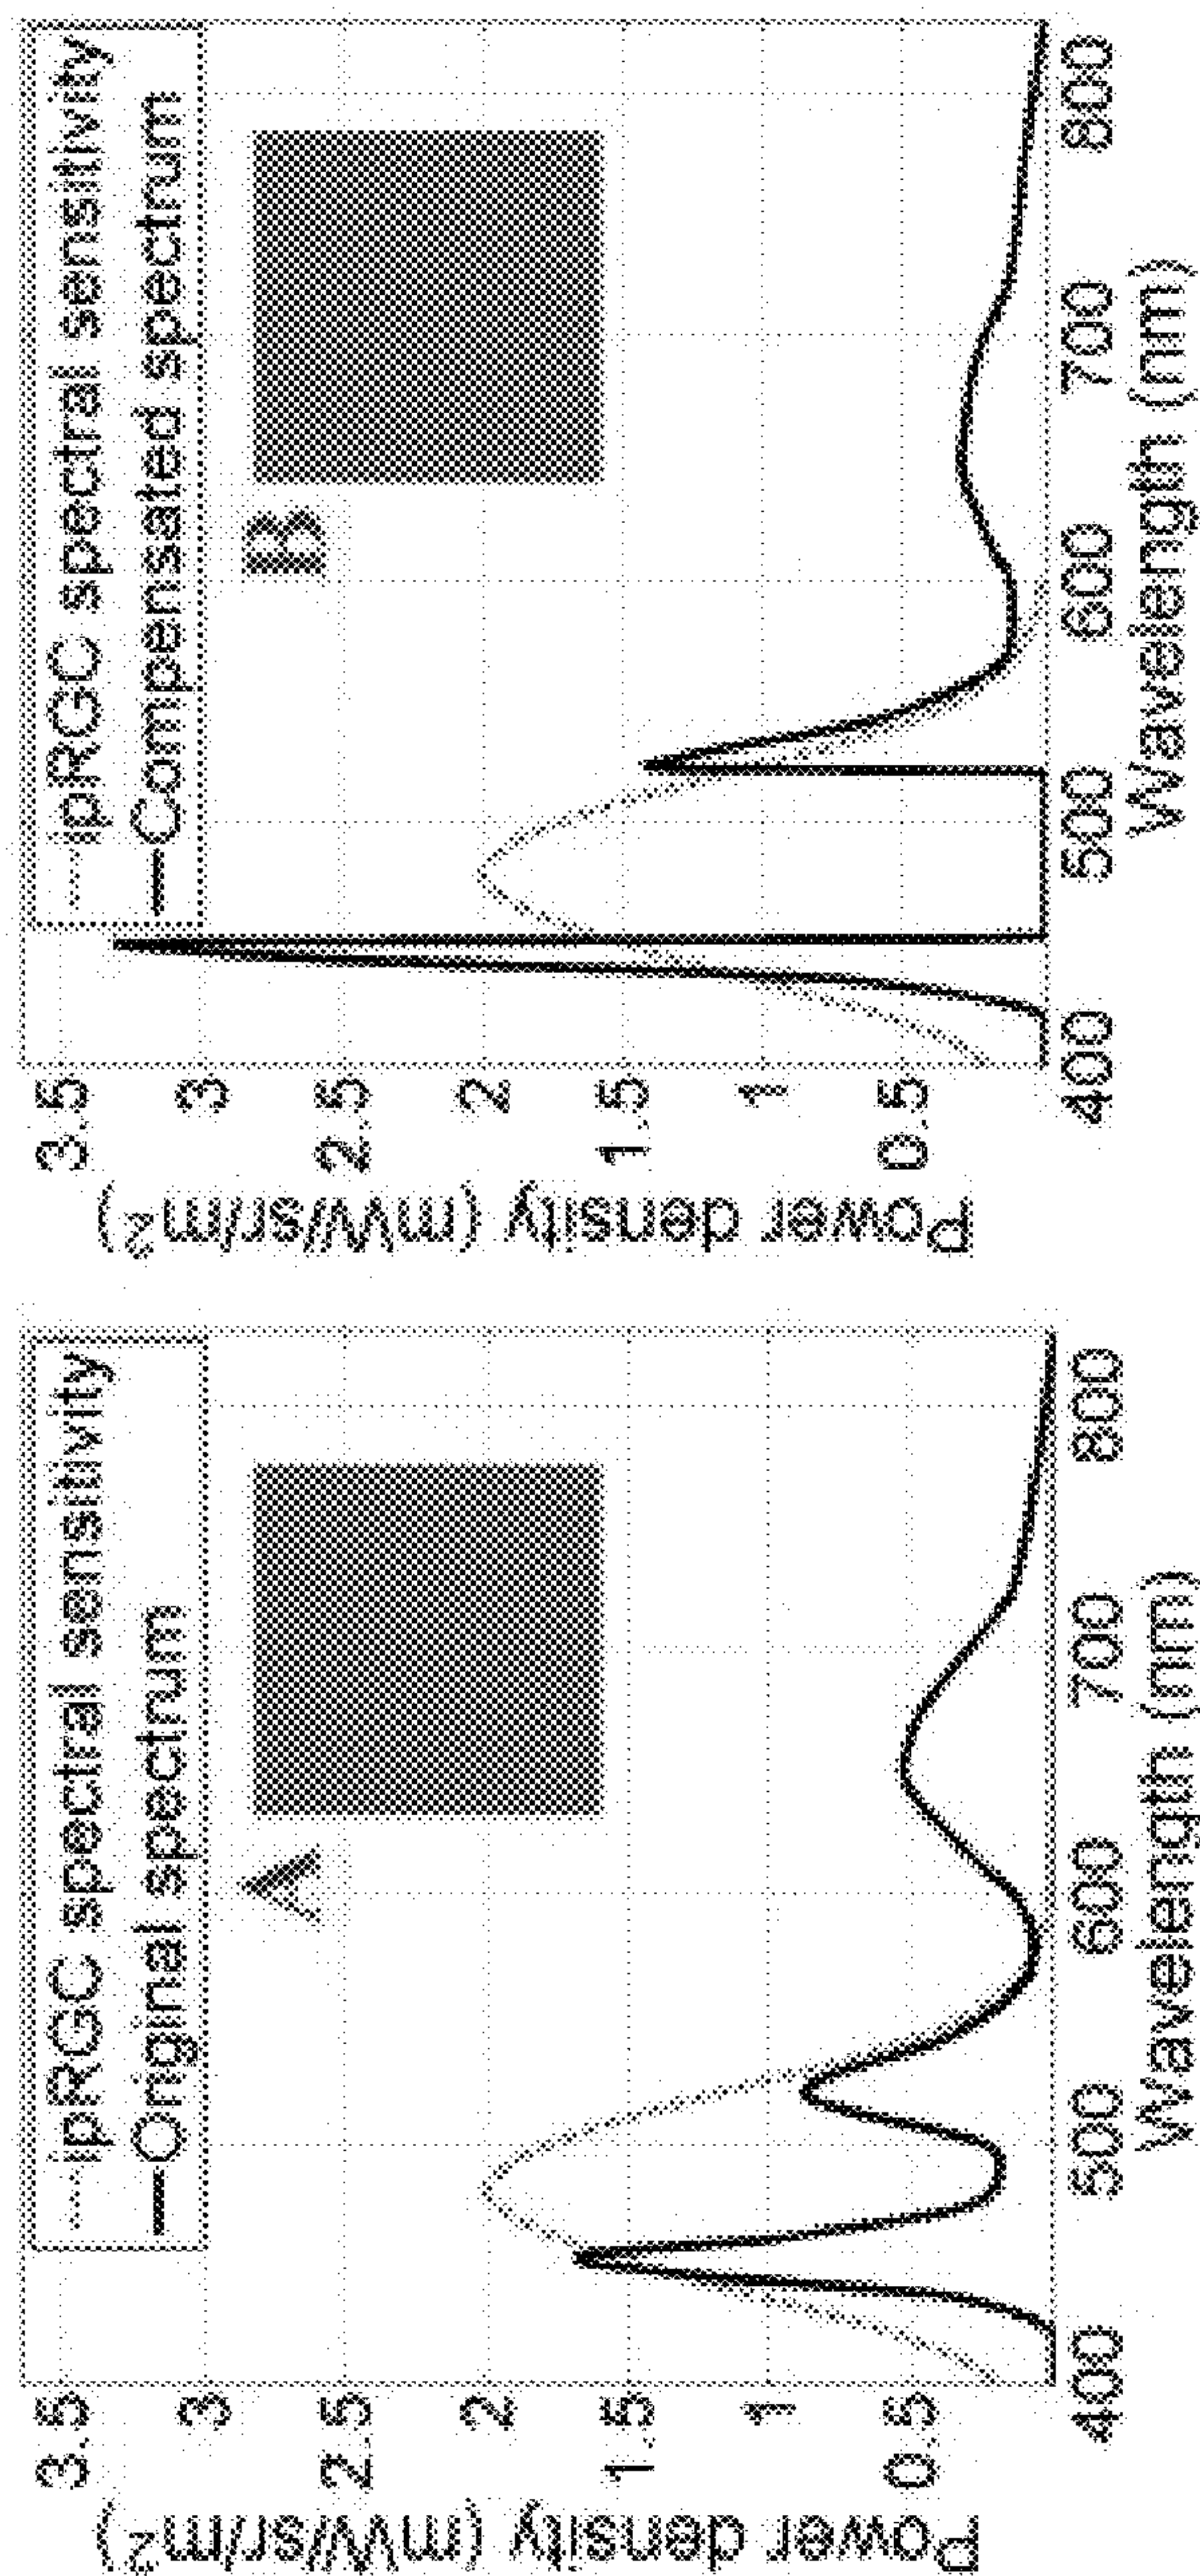 ipRGC spectral sensitivity
Original spectrum
A
3.5
3
2.5
2
1.5
1
0.5
400
500
600
700
800
Power density (mW/sr/m²)
Wavelength (nm)
ipRGC spectral sensitivity
Compensated spectrum
B
3.5
3
2.5
2
1.5
1
0.5
400
500
600
700
800
Power density (mW/sr/m²)
Wavelength (nm)